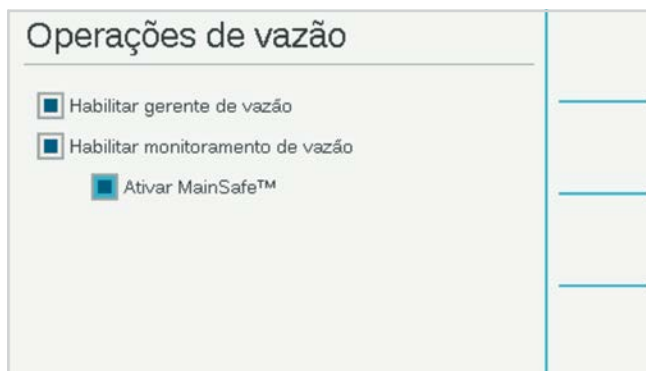 Operações de vazão
Habilitar gerente de vazão
Habilitar monitoramento de vazão
Ativar MainSafe™